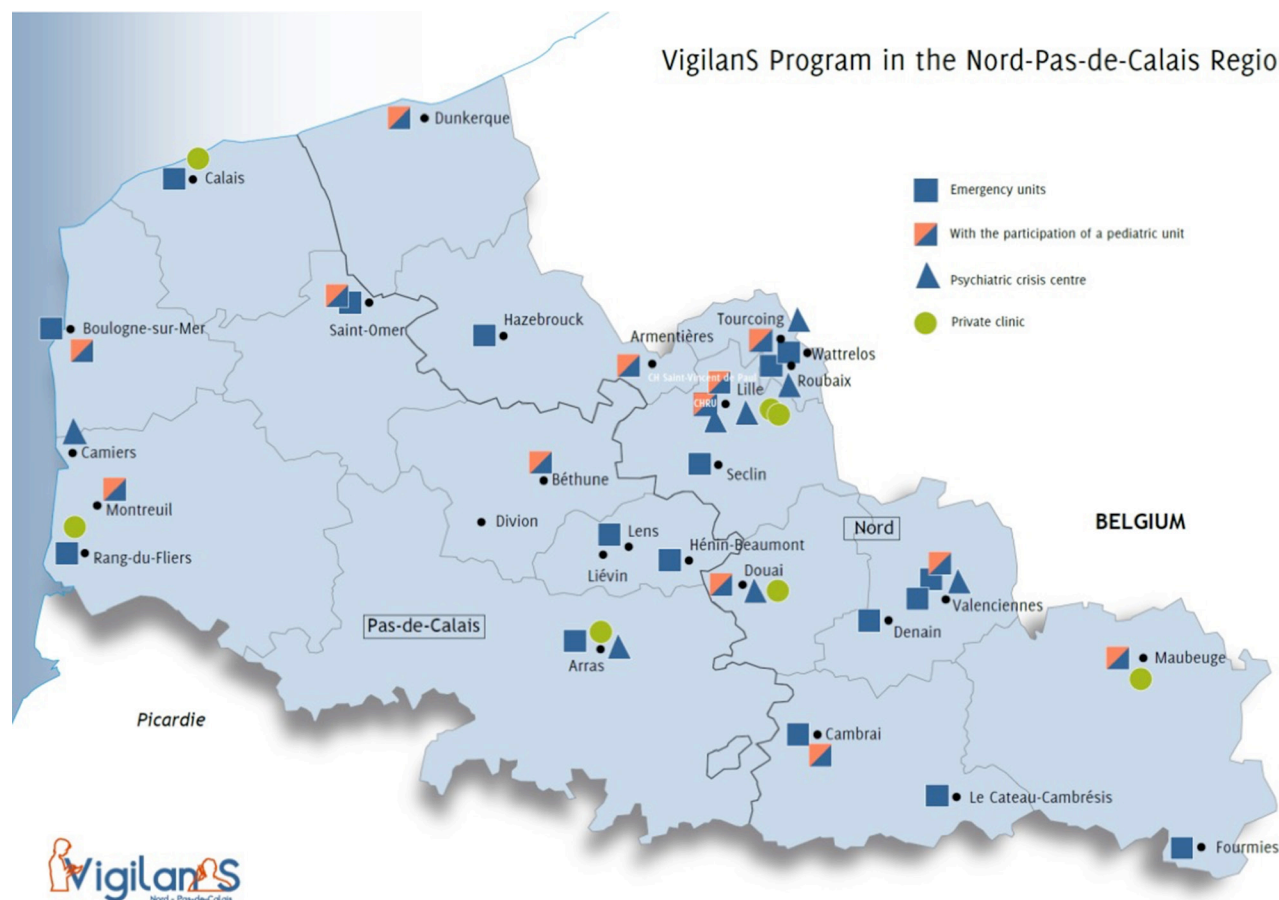 VigilanS Program in the Nord-Pas-de-Calais Regio
Dunkerque
Calais
Emergency units
With the participation of a pediatric unit
Psychiatric crisis centre
Private clinic
Boulogne-sur-Mer
Saint-Omer
Hazebrouck
Armentières
Tourcoing
Wattrelos
CH Saint-Vincent de Paul
Roubaix
Lille
CHRU
Camiers
Seclin
Béthune
Montreuil
Divion
Nord
BELGIUM
Lens
Hénin-Beaumont
Rang-du-Fliers
Liévin
Douai
Valenciennes
Pas-de-Calais
Denain
Arras
Maubeuge
Picardie
Cambrai
Le Cateau-Cambrésis
Fourmies
VigilanS
Nord - Pas-de-Calais